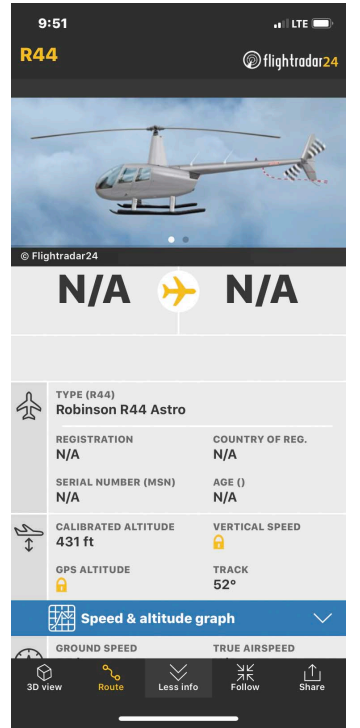 9:51
LTE
R44
flightradar24
© Flightradar24
N/A N/A
TYPE (R44)
Robinson R44 Astro
REGISTRATION COUNTRY OF REG.
N/A N/A
SERIAL NUMBER (MSN) AGE ()
N/A N/A
CALIBRATED ALTITUDE VERTICAL SPEED
431 ft
GPS ALTITUDE TRACK
52°
Speed & altitude graph
GROUND SPEED TRUE AIRSPEED
3D view Route Less info Follow Share